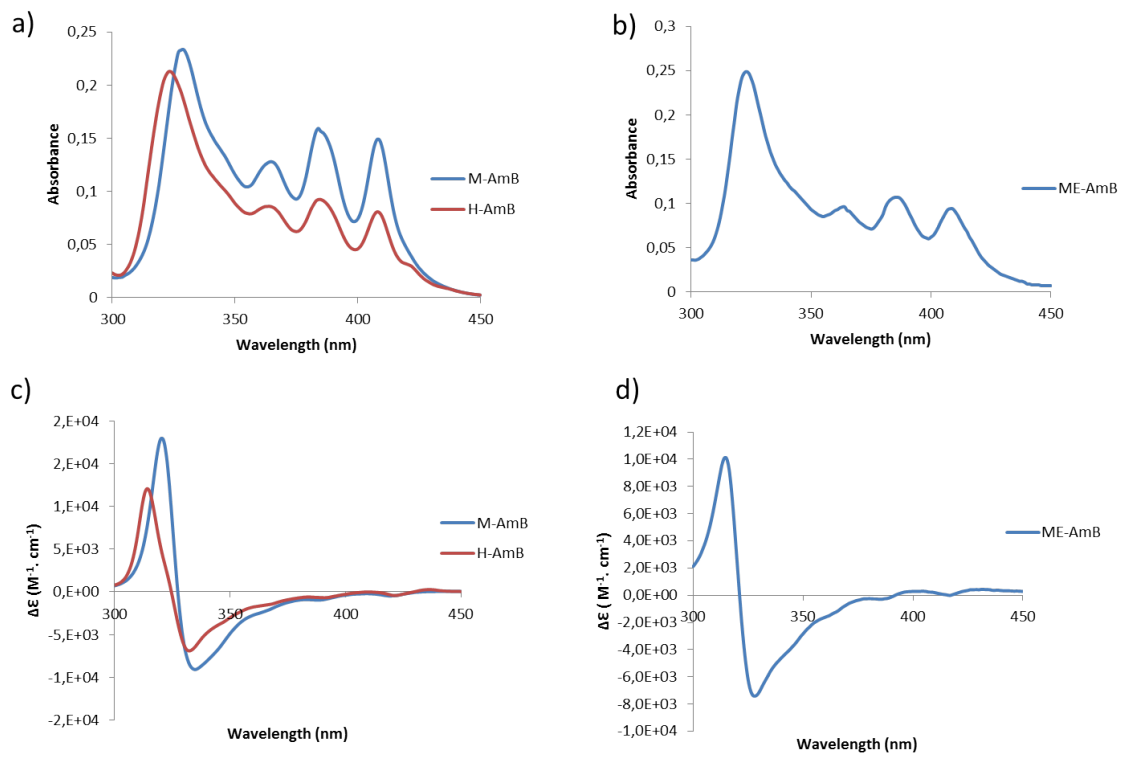 a)
0,25
0,2
0,15
0,1
0,05
0
Absorbance
300
350
400
450
Wavelength (nm)
M-AmB
H-AmB
b)
0,3
0,25
0,2
0,15
0,1
0,05
0
Absorbance
300
350
400
450
Wavelength (nm)
ME-AmB
c)
2,E+04
2,E+04
1,E+04
5,E+03
0,E+00
-5,E+03
-1,E+04
-2,E+04
Δε (M⁻¹. cm⁻¹)
300
350
400
450
Wavelength (nm)
M-AmB
H-AmB
d)
1,2E+04
1,0E+04
8,0E+03
6,0E+03
4,0E+03
2,0E+03
0,0E+00
-2,0E+03
-4,0E+03
-6,0E+03
-8,0E+03
-1,0E+04
Δε ( M⁻¹. cm⁻¹)
300
350
400
450
Wavelength (nm)
ME-AmB